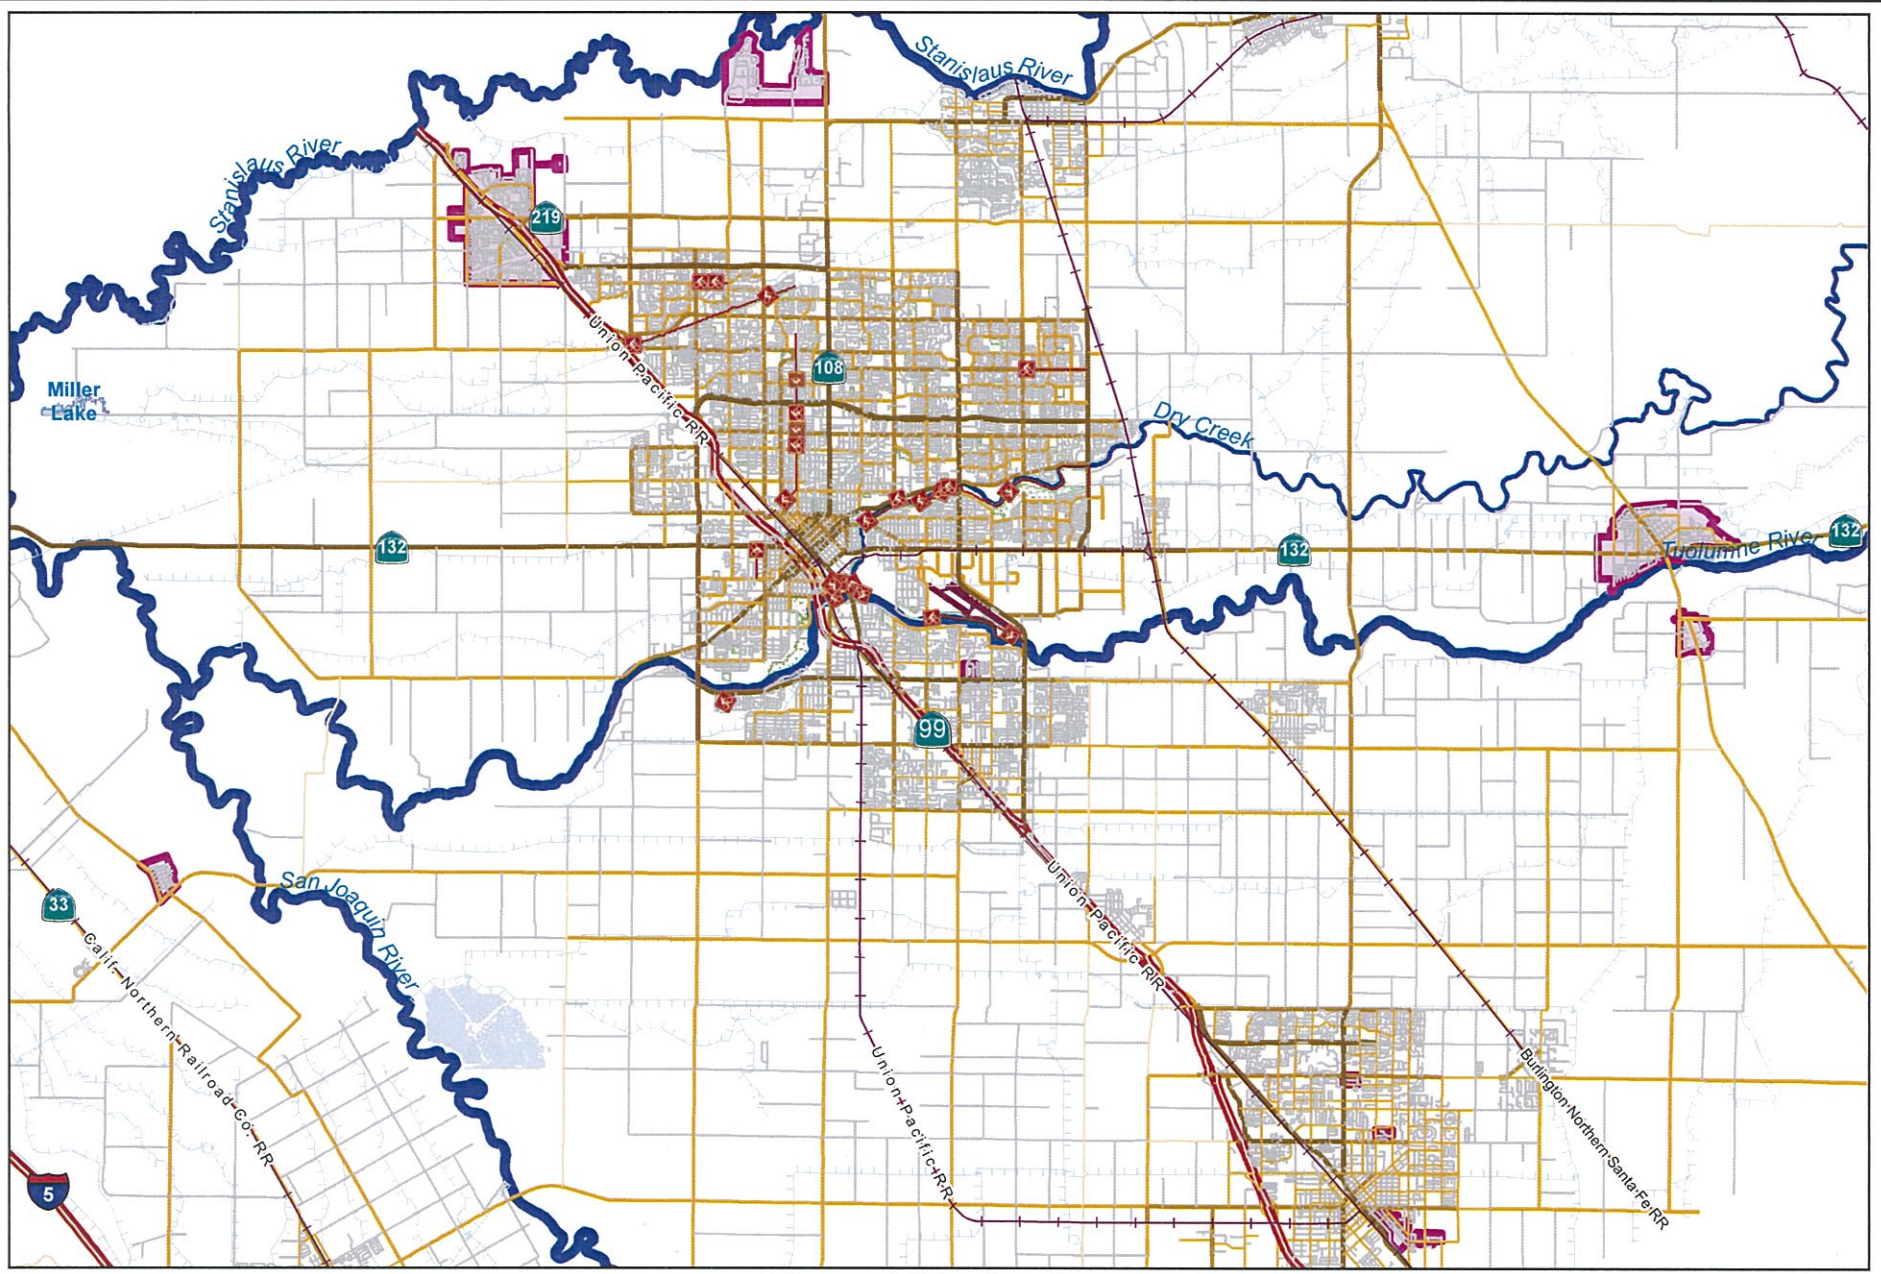 Stanislaus River
Stanislaus River
219
Union Pacific RR
108
Miller
Lake
Dry Creek
132
132
132
Tuolumne River
99
San Joaquin River
33
Calif. Northern Railroad Co. RR
Union Pacific RR
Union Pacific RR
Burlington Northern Santa Fe RR
5